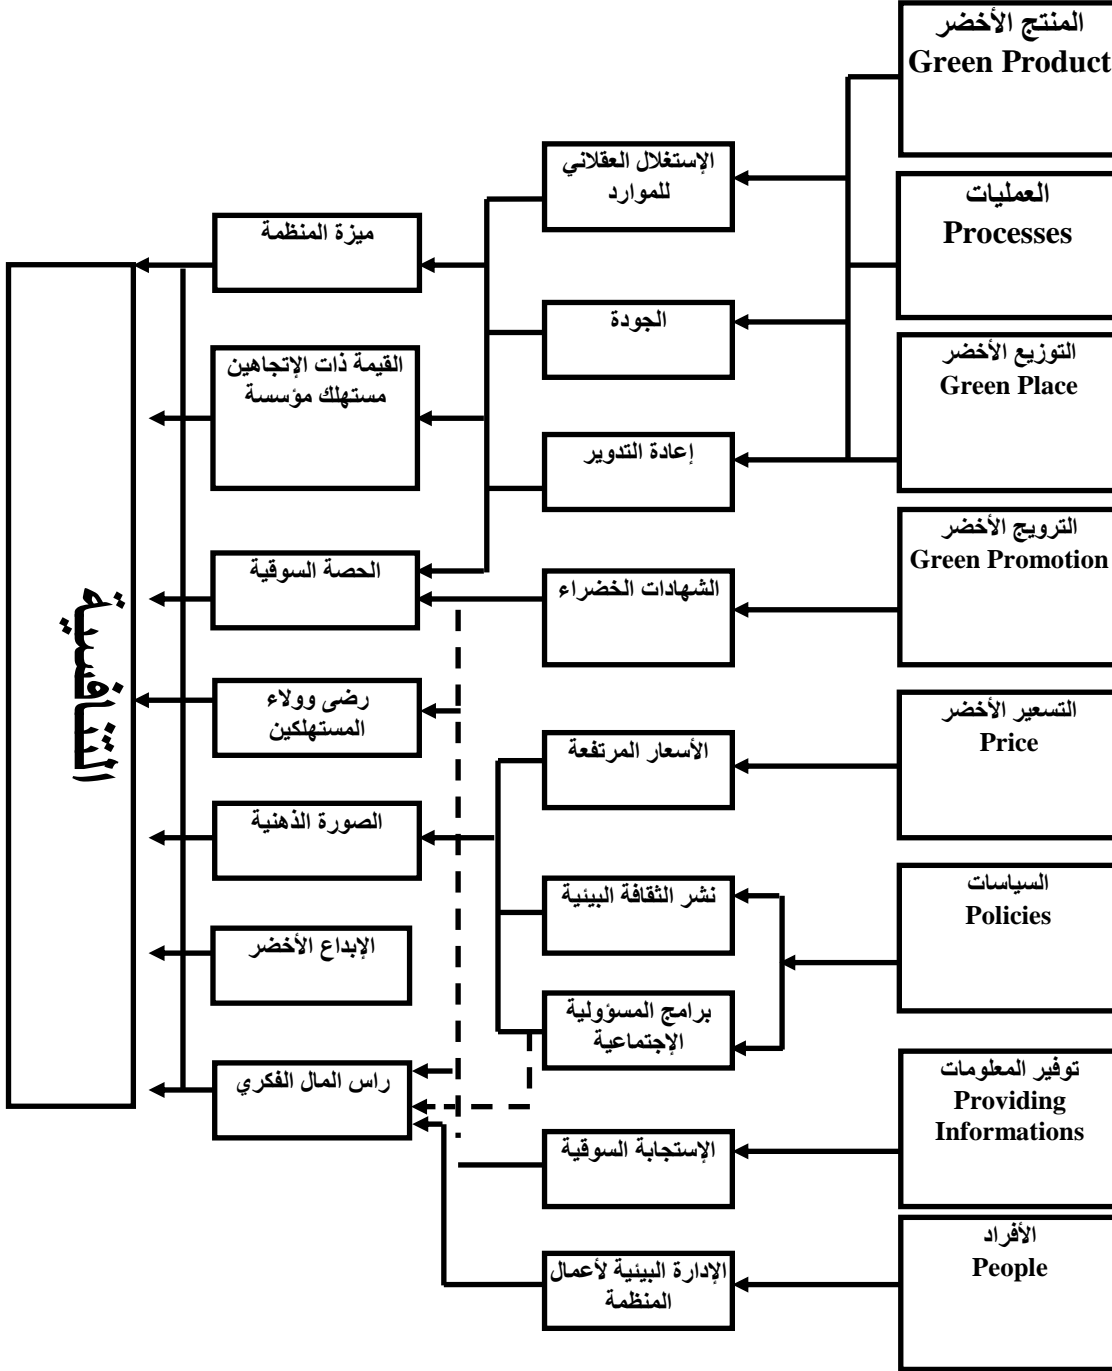 المنتج الأخضر
Green Product
العمليات
Processes
التوزيع الأخضر
Green Place
الترويج الأخضر
Green Promotion
التسعير الأخضر
Price
السياسات
Policies
توفير المعلومات
Providing
Informations
الأفراد
People
الإستغلال العقلاني
للموارد
الجودة
إعادة التدوير
الشهادات الخضراء
الأسعار المرتفعة
نشر الثقافة البيئية
برامج المسؤولية
الإجتماعية
الإستجابة السوقية
الإدارة البيئية لأعمال
المنظمة
ميزة المنظمة
القيمة ذات الإتجاهين
مستهلك مؤسسة
الحصة السوقية
رضى وولاء
المستهلكين
الصورة الذهنية
الإبداع الأخضر
راس المال الفكري
التنافسية